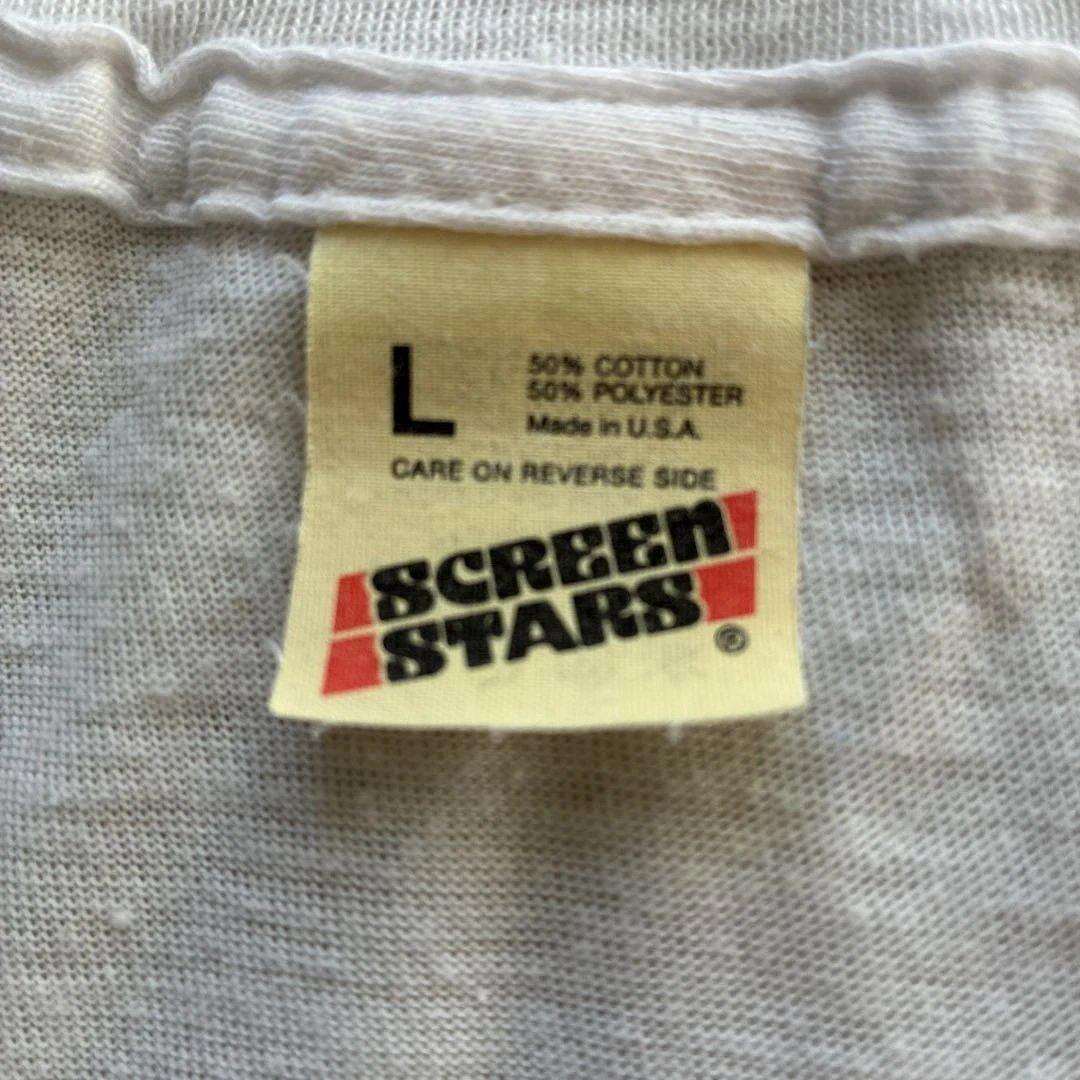 L
50% COTTON
50% POLYESTER
Made in U.S.A.
CARE ON REVERSE SIDE
SCREEN
STARS®